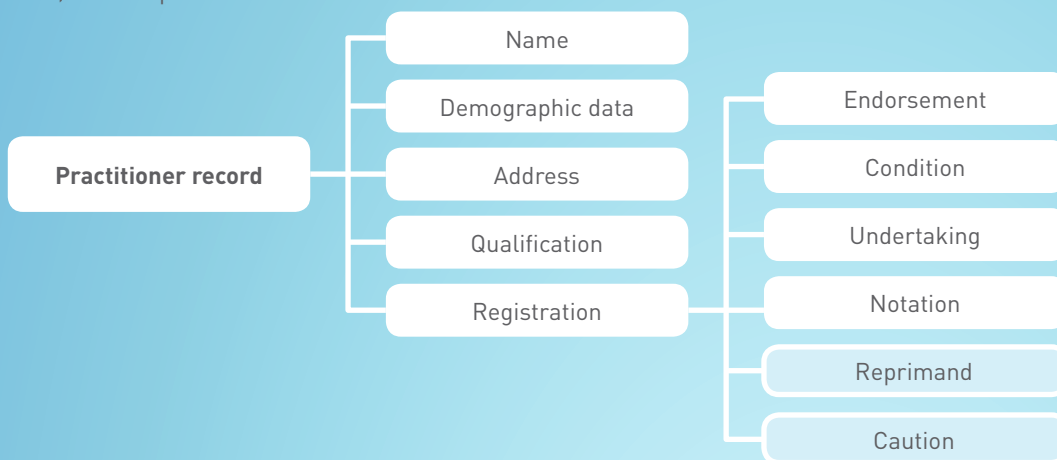 Practitioner record
Name
Demographic data
Address
Qualification
Registration
Endorsement
Condition
Undertaking
Notation
Reprimand
Caution